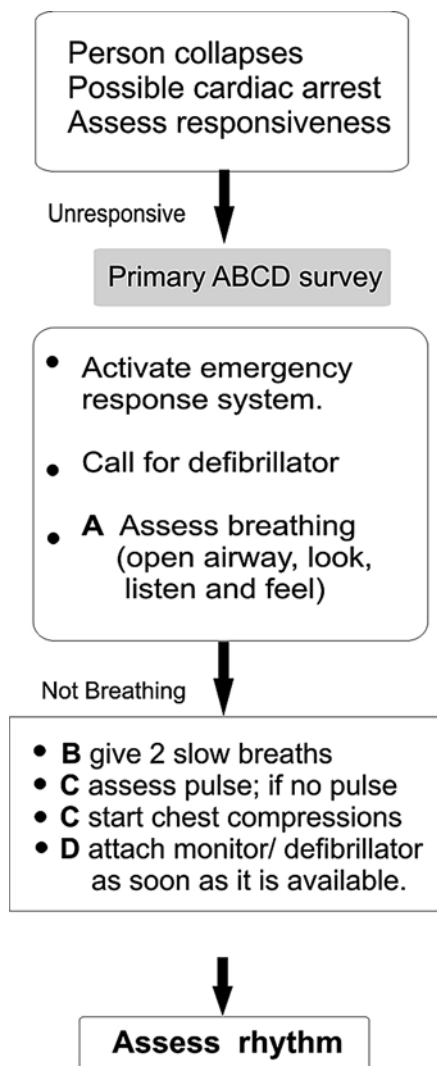 Person collapses
Possible cardiac arrest
Assess responsiveness
Unresponsive
Primary ABCD survey
• Activate emergency
response system.
• Call for defibrillator
• A Assess breathing
(open airway, look,
listen and feel)
Not Breathing
• B give 2 slow breaths
• C assess pulse; if no pulse
• C start chest compressions
• D attach monitor/ defibrillator
as soon as it is available.
Assess rhythm